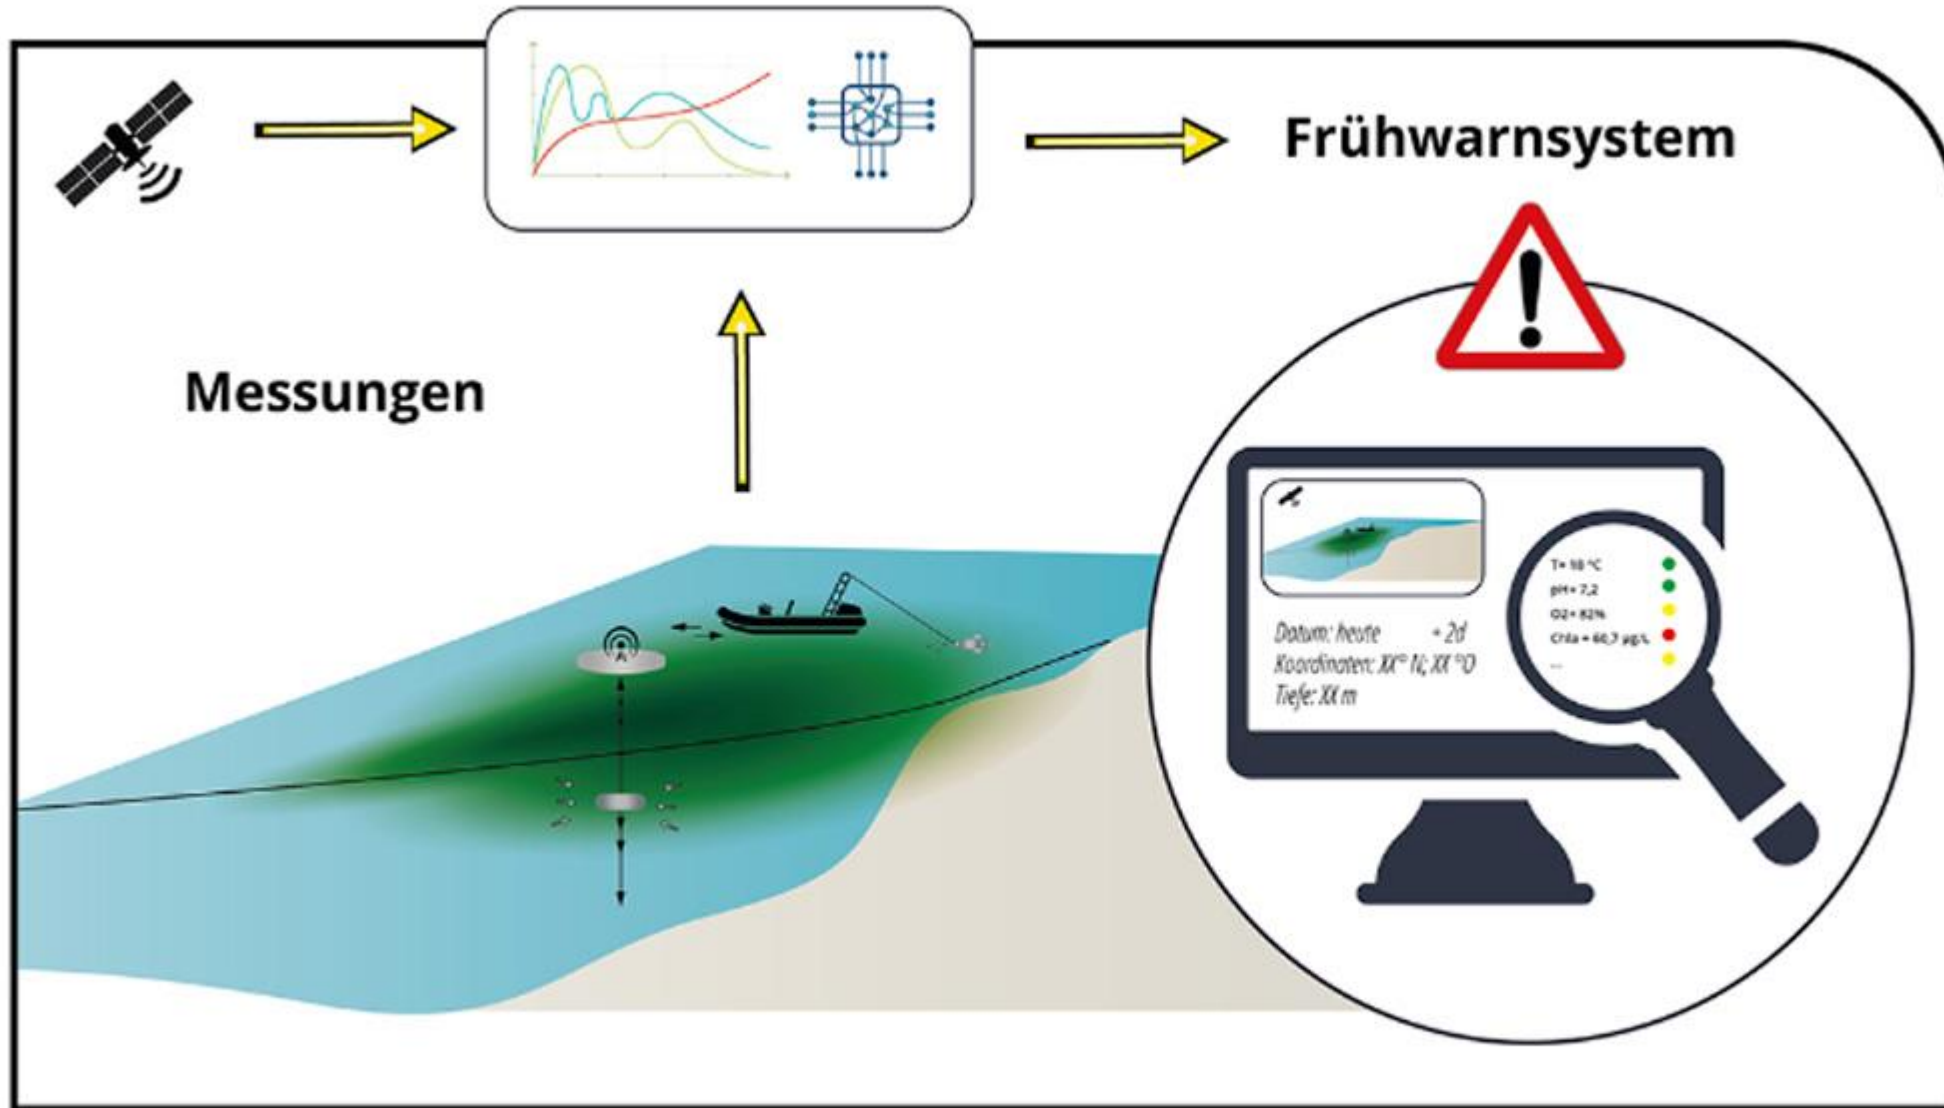 Frühwarnsystem
Messungen
Datum: heute + 2d
Koordinaten: XX° N; XX °O
Tiefe: XX m
T= 18 °C
pH= 7,2
O2= 82%
Chla = 60,7 µg/L
...